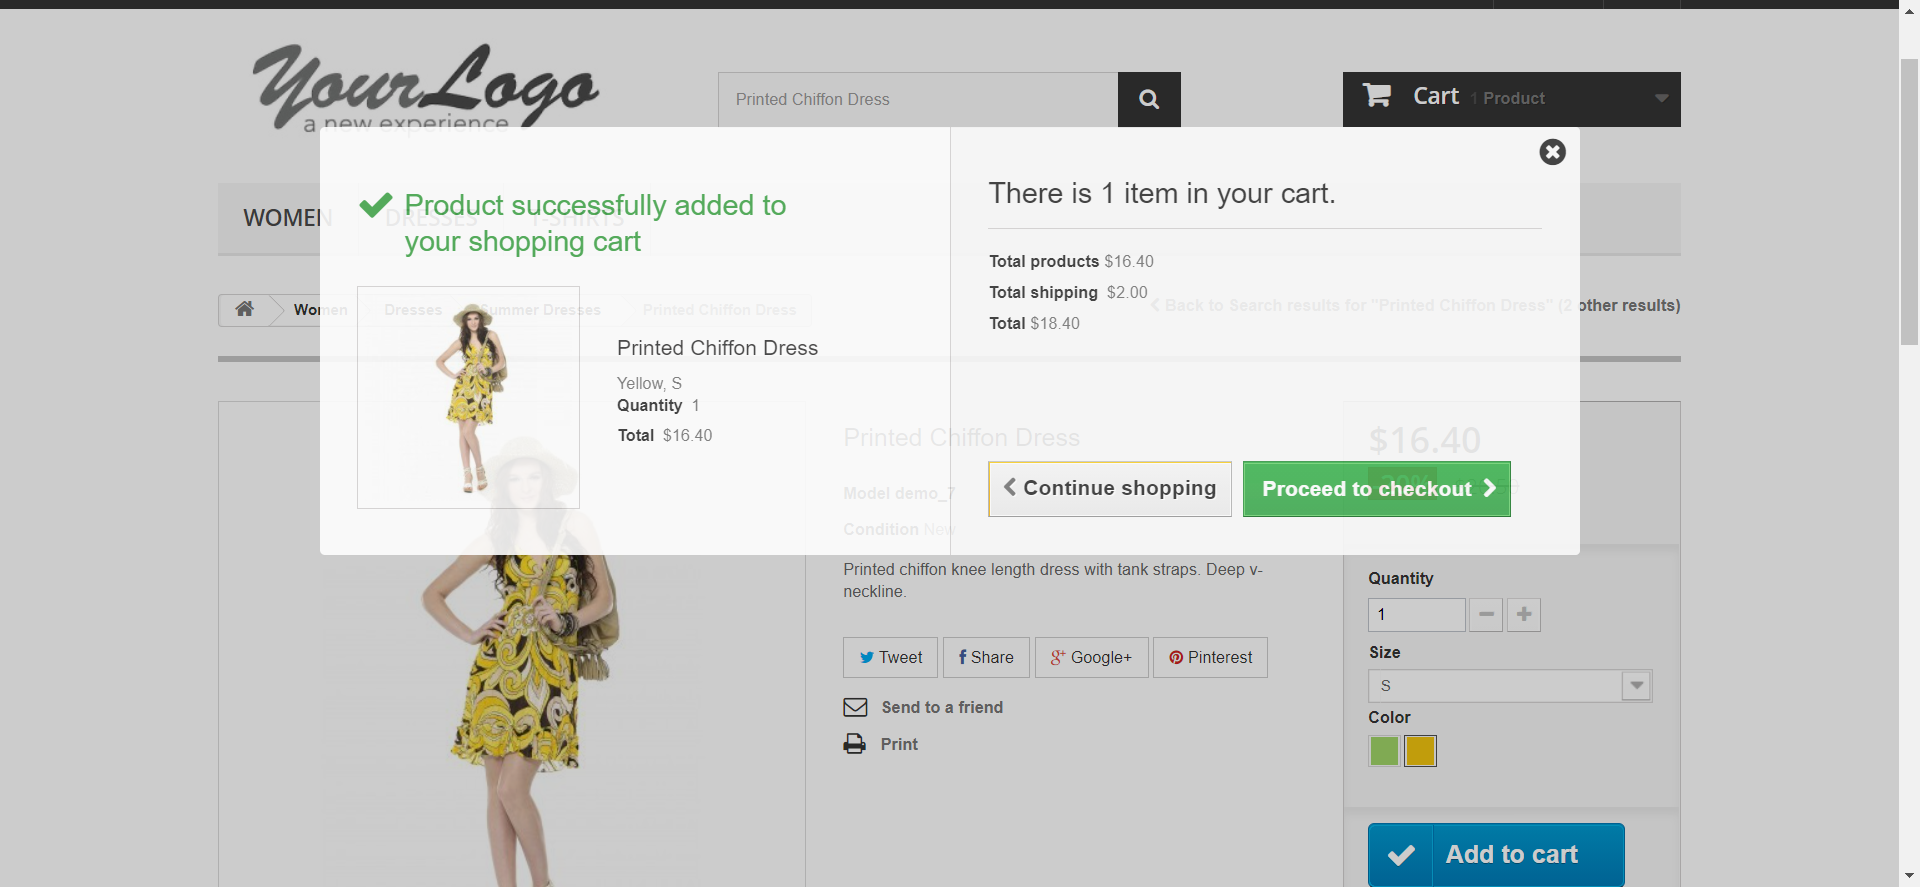 YourLogo
a new experience
Printed Chiffon Dress
Cart 1 Product
WOMEN DRESSES T-SHIRTS
Product successfully added to
your shopping cart
There is 1 item in your cart.
Total products $16.40
Total shipping $2.00
Total $18.40
Women Dresses Summer Dresses Printed Chiffon Dress
Back to Search results for "Printed Chiffon Dress" (2 other results)
Printed Chiffon Dress
Yellow, S
Quantity 1
Total $16.40
Continue shopping
Proceed to checkout
Printed Chiffon Dress
Model demo_7
Condition New
Printed chiffon knee length dress with tank straps. Deep v-
neckline.
Tweet
Share
Google+
Pinterest
Send to a friend
Print
$16.40
Quantity
1
Size
S
Color
Add to cart